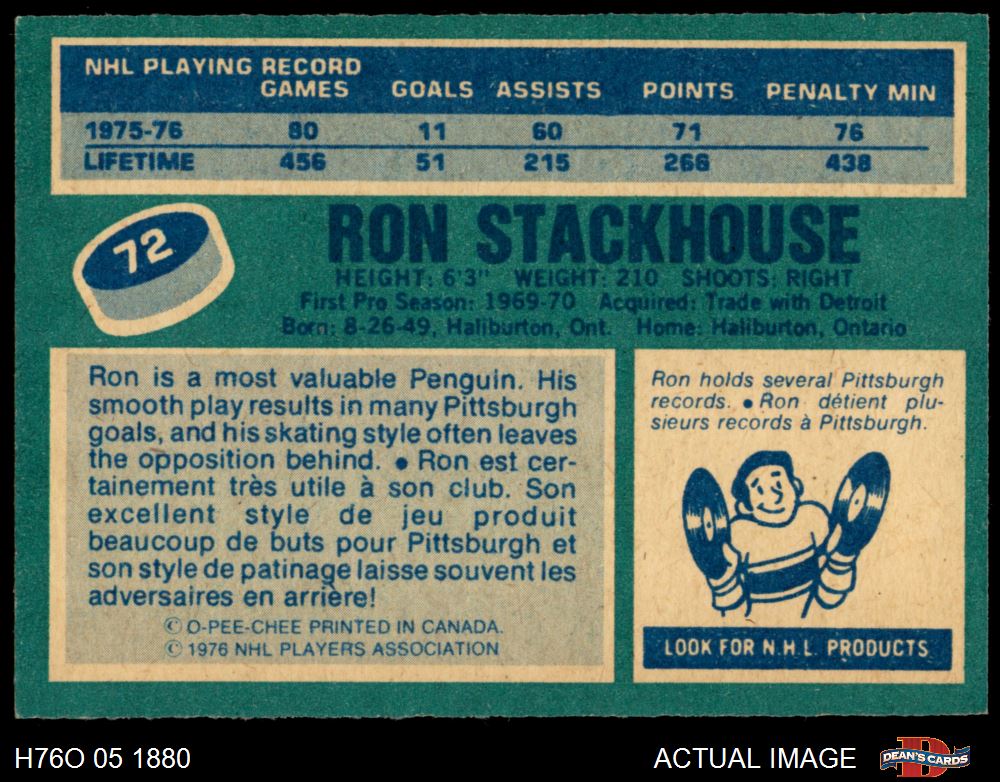 NHL PLAYING RECORD
GAMES GOALS ASSISTS POINTS PENALTY MIN
1975-76 80 11 60 71 76
LIFETIME 456 51 215 266 438
72
RON STACKHOUSE
HEIGHT: 6'3" WEIGHT: 210 SHOOTS: RIGHT
First Pro Season: 1969-70 Acquired: Trade with Detroit
Born: 8-26-49, Haliburton, Ont. Home: Haliburton, Ontario
Ron is a most valuable Penguin. His
smooth play results in many Pittsburgh
goals, and his skating style often leaves
the opposition behind. • Ron est cer-
tainement très utile à son club. Son
excellent style de jeu produit
beaucoup de buts pour Pittsburgh et
son style de patinage laisse souvent les
adversaires en arrière!
© O-PEE-CHEE PRINTED IN CANADA.
© 1976 NHL PLAYERS ASSOCIATION
Ron holds several Pittsburgh
records. • Ron détient plu-
sieurs records à Pittsburgh.
LOOK FOR N.H.L. PRODUCTS
H76O 05 1880
ACTUAL IMAGE
D
DEAN'S CARDS